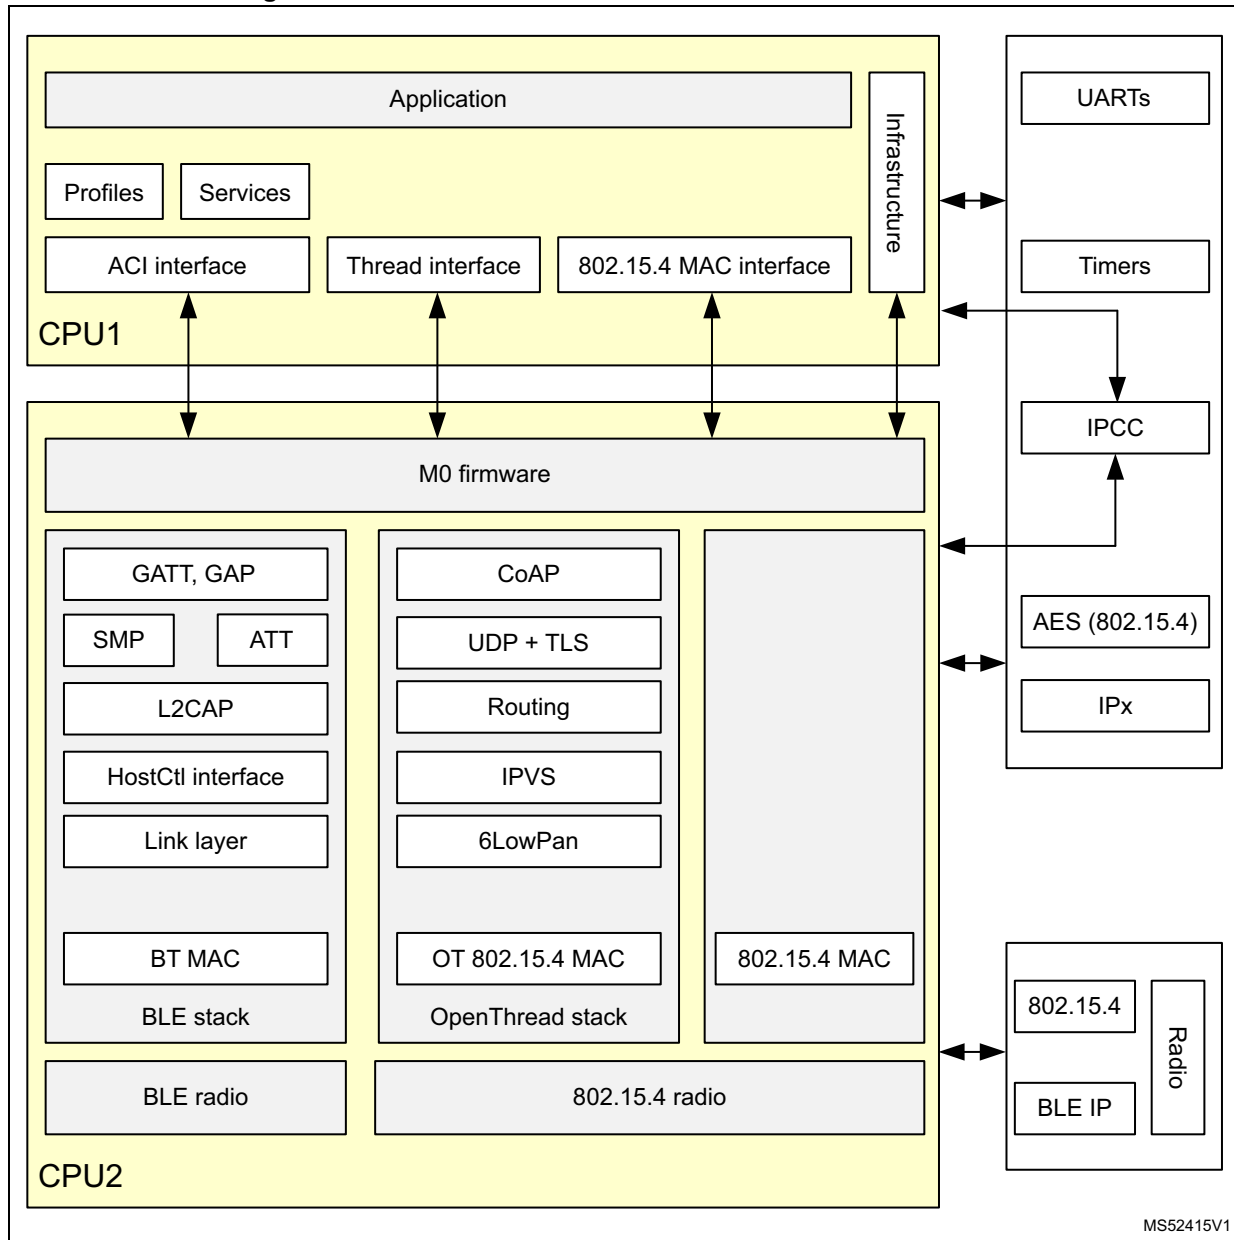 Application
Infrastructure
Profiles
Services
ACI interface
Thread interface
802.15.4 MAC interface
CPU1
UARTs
Timers
IPCC
AES (802.15.4)
IPx
M0 firmware
GATT, GAP
SMP
ATT
L2CAP
HostCtl interface
Link layer
BT MAC
BLE stack
CoAP
UDP + TLS
Routing
IPVS
6LowPan
OT 802.15.4 MAC
OpenThread stack
802.15.4 MAC
BLE radio
802.15.4 radio
CPU2
802.15.4
BLE IP
Radio
MS52415V1